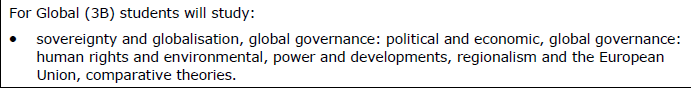 For Global (3B) students will study:
• sovereignty and globalisation, global governance: political and economic, global governance:
human rights and environmental, power and developments, regionalism and the European
Union, comparative theories.